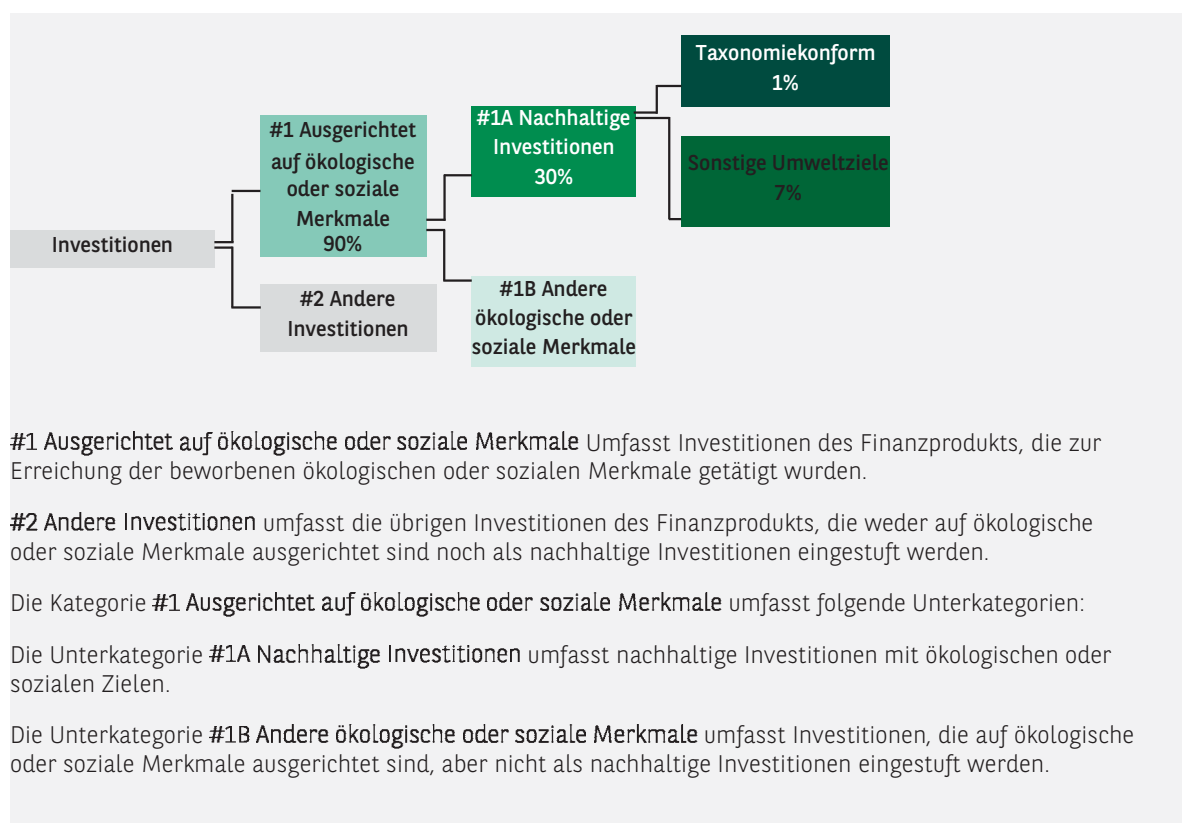 Taxonomiekonform
1%
#1A Nachhaltige
Investitionen
30%
#1 Ausgerichtet
auf ökologische
oder soziale
Merkmale
90%
Sonstige Umweltziele
7%
Investitionen
#2 Andere
Investitionen
#1B Andere
ökologische oder
soziale Merkmale
#1 Ausgerichtet auf ökologische oder soziale Merkmale Umfasst Investitionen des Finanzprodukts, die zur
Erreichung der beworbenen ökologischen oder sozialen Merkmale getätigt wurden.
#2 Andere Investitionen umfasst die übrigen Investitionen des Finanzprodukts, die weder auf ökologische
oder soziale Merkmale ausgerichtet sind noch als nachhaltige Investitionen eingestuft werden.
Die Kategorie #1 Ausgerichtet auf ökologische oder soziale Merkmale umfasst folgende Unterkategorien:
Die Unterkategorie #1A Nachhaltige Investitionen umfasst nachhaltige Investitionen mit ökologischen oder
sozialen Zielen.
Die Unterkategorie #1B Andere ökologische oder soziale Merkmale umfasst Investitionen, die auf ökologische
oder soziale Merkmale ausgerichtet sind, aber nicht als nachhaltige Investitionen eingestuft werden.